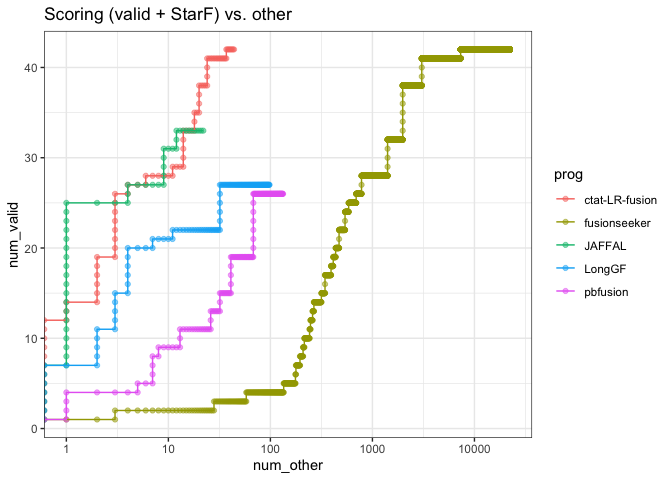 Scoring (valid + StarF) vs. other
num_valid
40
30
20
10
0
1
10
100
1000
10000
num_other
prog
ctat-LR-fusion
fusionseeker
JAFFAL
LongGF
pbfusion